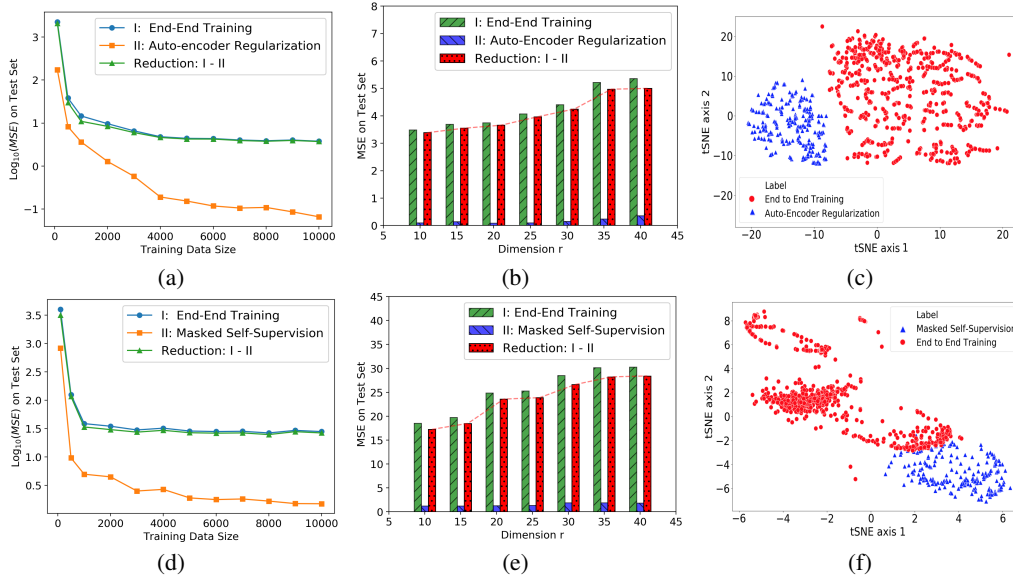 I: End-End Training
II: Auto-encoder Regularization
Reduction: I - II
Log₁₀(MSE) on Test Set
3
2
1
0
−1
0 2000 4000 6000 8000 10000
Training Data Size
(a)
I: End-End Training
II: Auto-Encoder Regularization
Reduction: I - II
MSE on Test Set
8
7
6
5
4
3
2
1
0
5 10 15 20 25 30 35 40 45
Dimension r
(b)
tSNE axis 2
20
10
0
−10
−20
Label
End to End Training
Auto-Encoder Regularization
−20 −10 0 10 20
tSNE axis 1
(c)
I: End-End Training
II: Masked Self-Supervision
Reduction: I - II
Log₁₀(MSE) on Test Set
3.5
3.0
2.5
2.0
1.5
1.0
0.5
0 2000 4000 6000 8000 10000
Training Data Size
(d)
I: End-End Training
II: Masked Self-Supervision
Reduction: I - II
MSE on Test Set
45
40
35
30
25
20
15
10
5
0
5 10 15 20 25 30 35 40 45
Dimension r
(e)
Label
Masked Self-Supervision
End to End Training
tSNE axis 2
8
6
4
2
0
−2
−4
−6
−6 −4 −2 0 2 4 6
tSNE axis 1
(f)